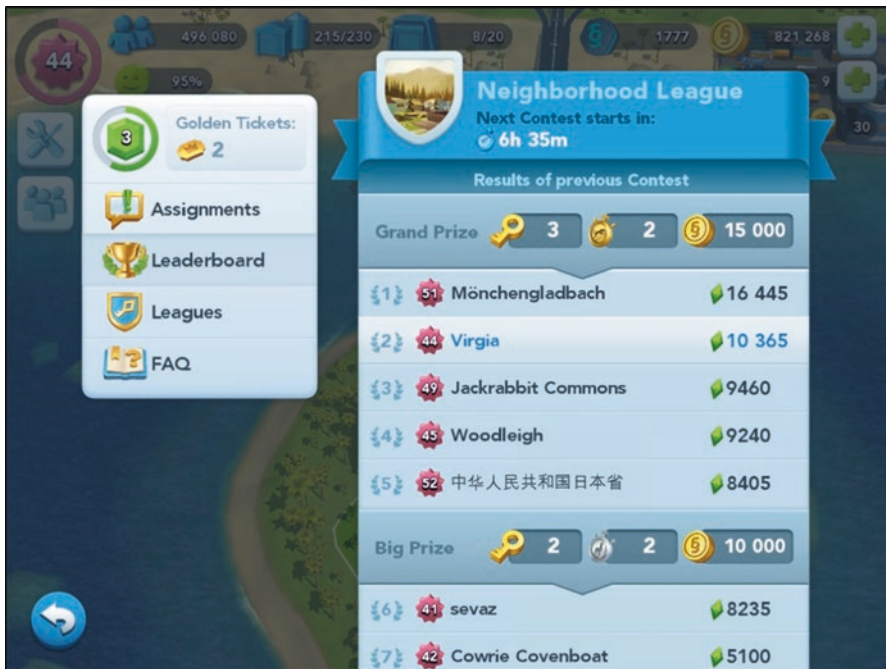 44
496 080
215/230
8/20
1777
821 268
95%
9
30
3
Golden Tickets:
2
Assignments
Leaderboard
Leagues
FAQ
Neighborhood League
Next Contest starts in:
6h 35m
Results of previous Contest
Grand Prize 3 2 § 15 000
1 51 Mönchengladbach 16 445
2 44 Virgia 10 365
3 49 Jackrabbit Commons 9460
4 45 Woodleigh 9240
5 52 中华人民共和国日本省 8405
Big Prize 2 2 § 10 000
6 41 sevaz 8235
7 42 Cowrie Covenboat 5100